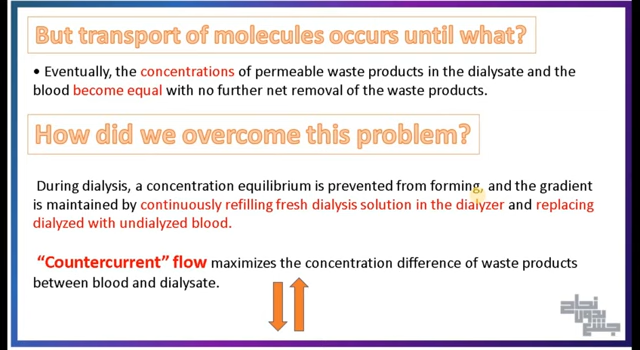 But transport of molecules occurs until what?
• Eventually, the concentrations of permeable waste products in the dialysate and the
blood become equal with no further net removal of the waste products.
How did we overcome this problem?
During dialysis, a concentration equilibrium is prevented from forming, and the gradient
is maintained by continuously refilling fresh dialysis solution in the dialyzer and replacing
dialyzed with undialyzed blood.
“Countercurrent” flow maximizes the concentration difference of waste products
between blood and dialysate.
نجاح
بدون
جشع